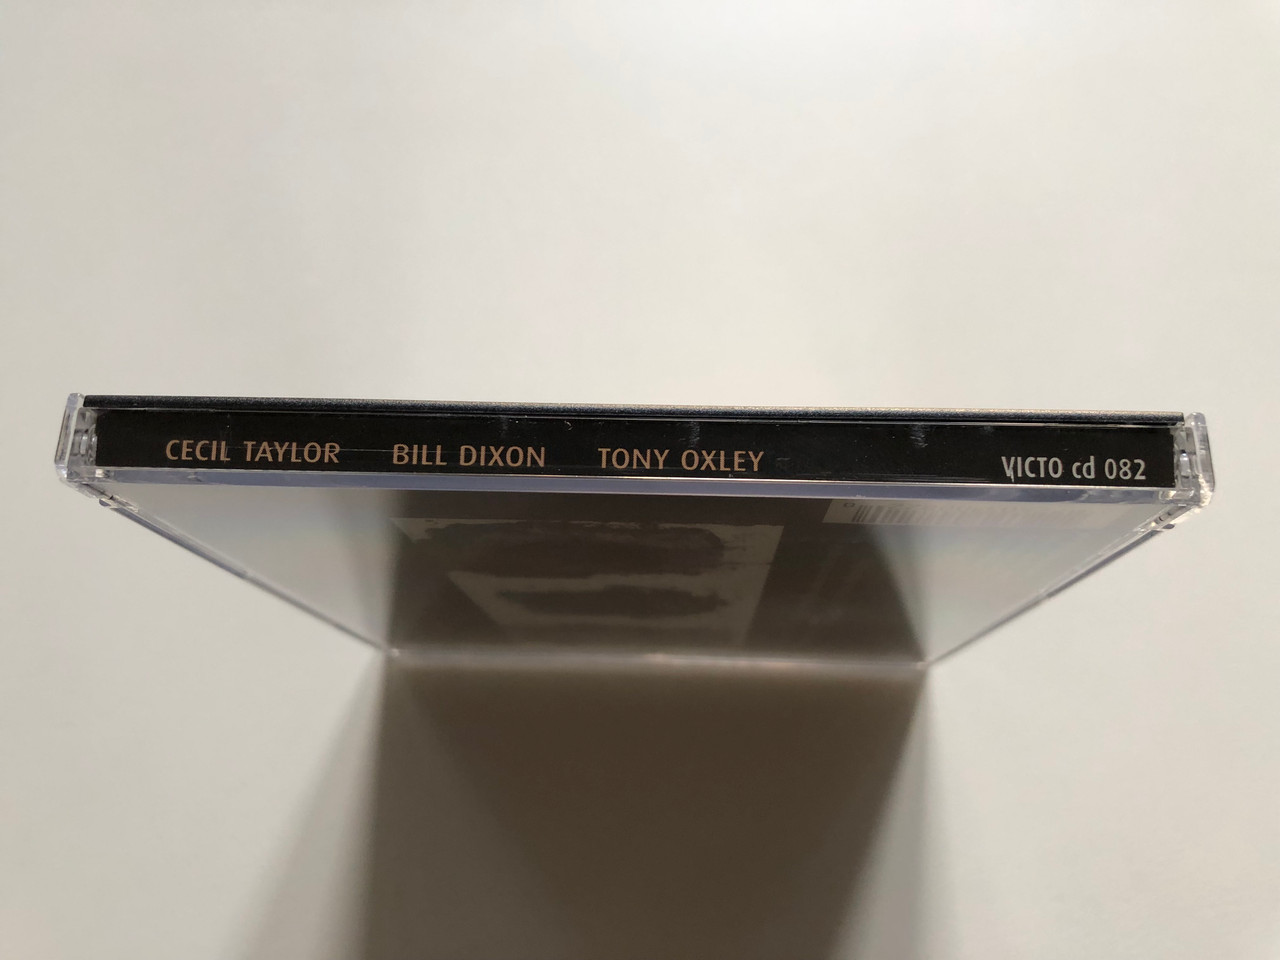 CECIL TAYLOR BILL DIXON TONY OXLEY VICTO cd 082